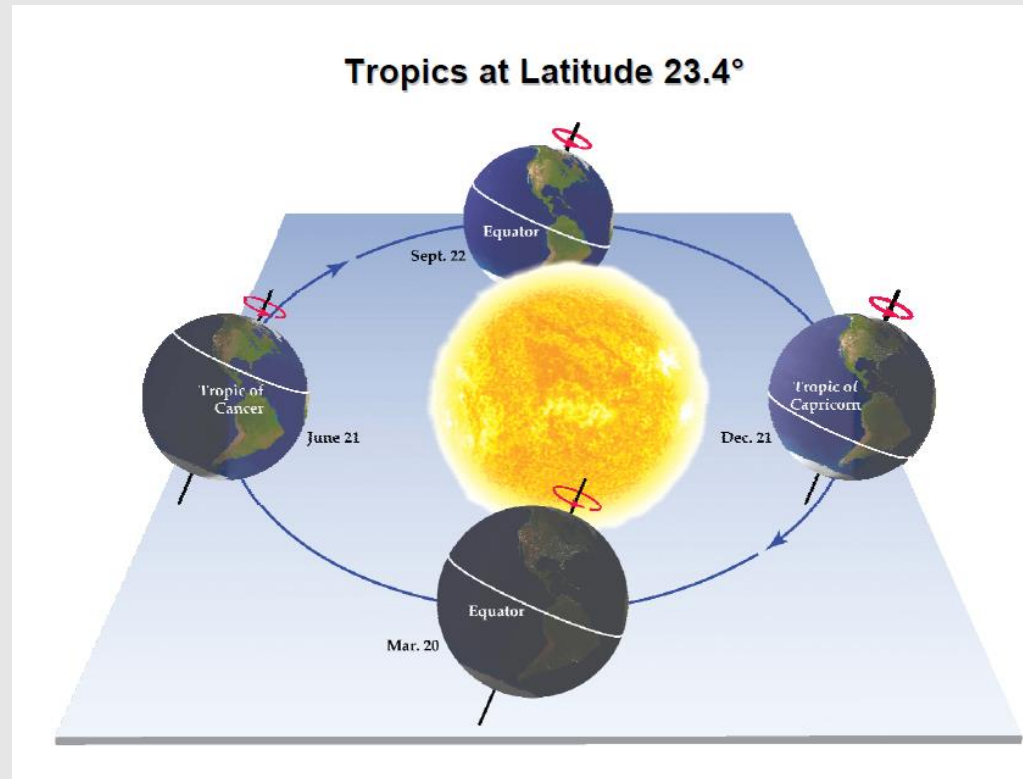 Tropics at Latitude 23.4°
Equator
Sept. 22
Tropic of
Cancer
June 21
Tropic of
Capricorn
Dec. 21
Equator
Mar. 20